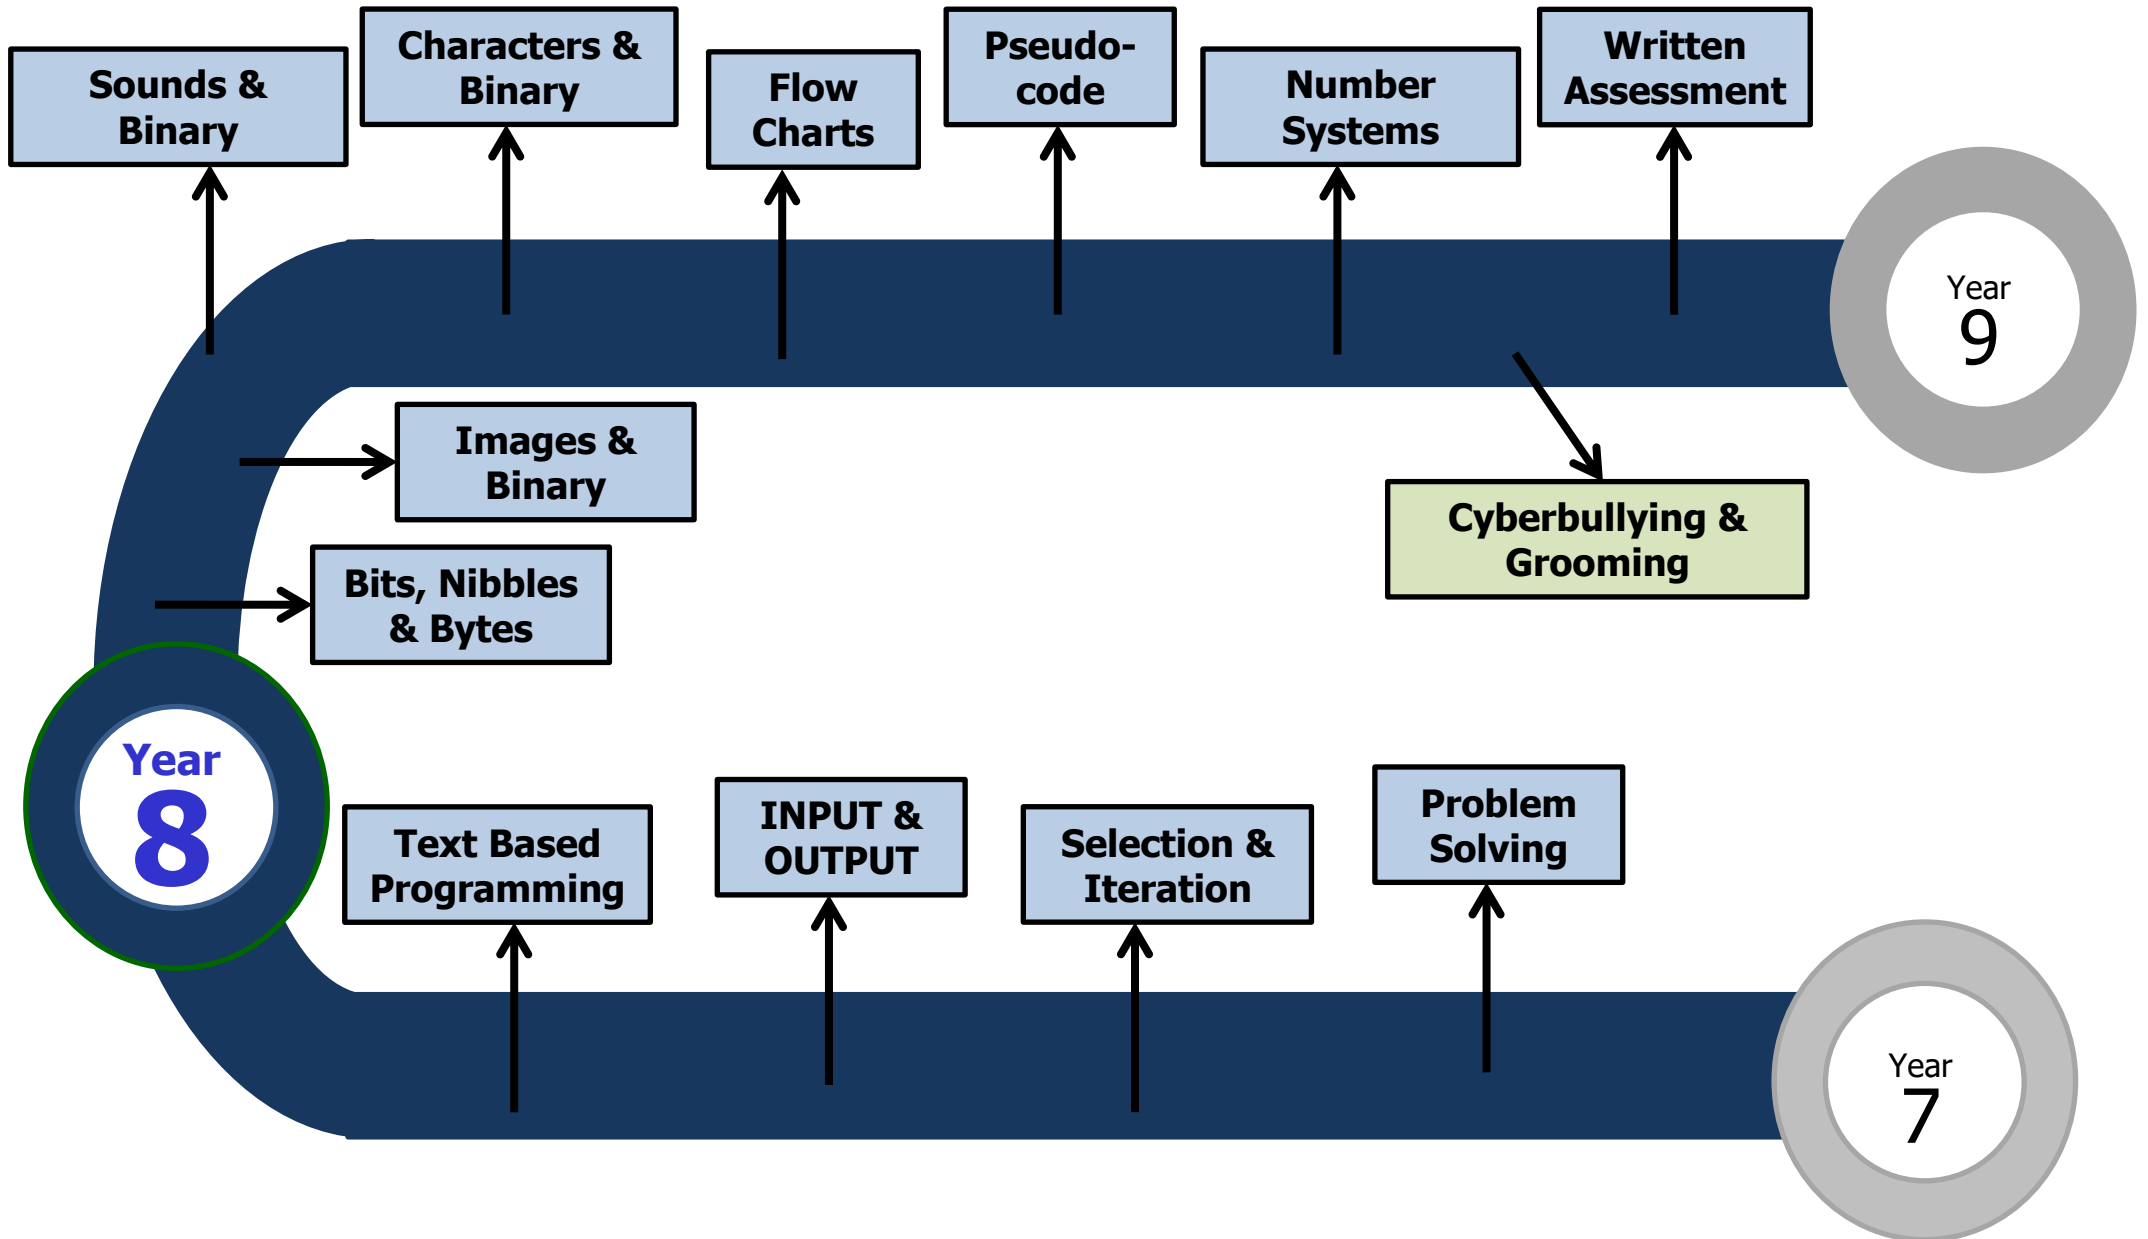 Sounds &
Binary
Characters &
Binary
Flow
Charts
Pseudo-
code
Number
Systems
Written
Assessment
Year
9
Images &
Binary
Cyberbullying &
Grooming
Bits, Nibbles
& Bytes
Year
8
Text Based
Programming
INPUT &
OUTPUT
Selection &
Iteration
Problem
Solving
Year
7